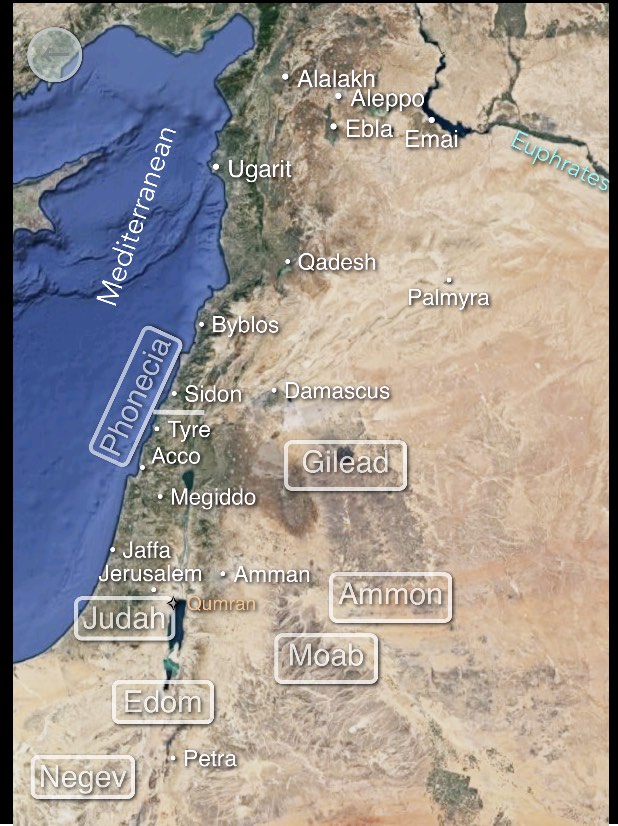 Alalakh
Aleppo
Ebla
Emai
Euphrates
Ugarit
Mediterranean
Qadesh
Palmyra
Byblos
Phonecia
Sidon
Damascus
Tyre
Acco
Gilead
Megiddo
Jaffa
Jerusalem
Amman
Ammon
Qumran
Judah
Moab
Edom
Petra
Negev